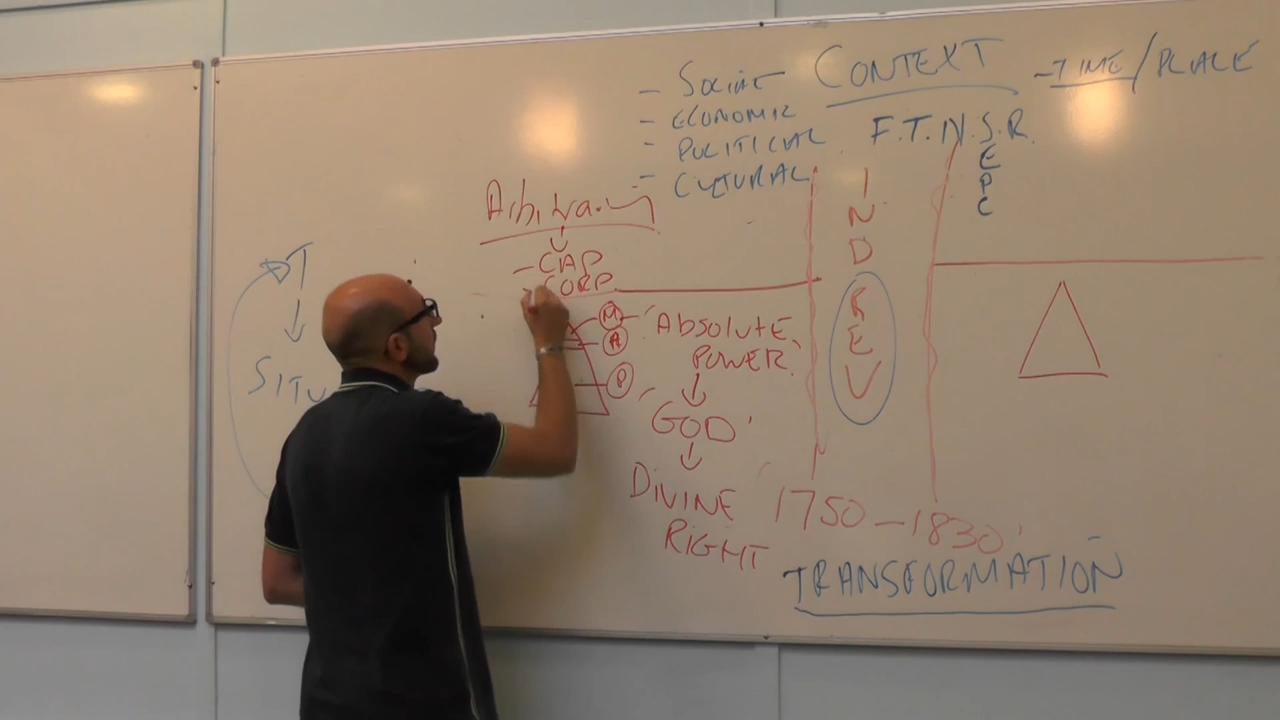 CONTEXT
- TIME/PLACE
- SOCIAL
- ECONOMIC
- POLITICAL
- CULTURAL
F.T.N.S.R.
E
P
C
Arbitrary
- CAP
- CORP
M
A
P
"ABSOLUTE
POWER"
"GOD"
DIVINE
RIGHT
I
N
D
R
E
V
T
SITU
1750-1830'
TRANSFORMATION